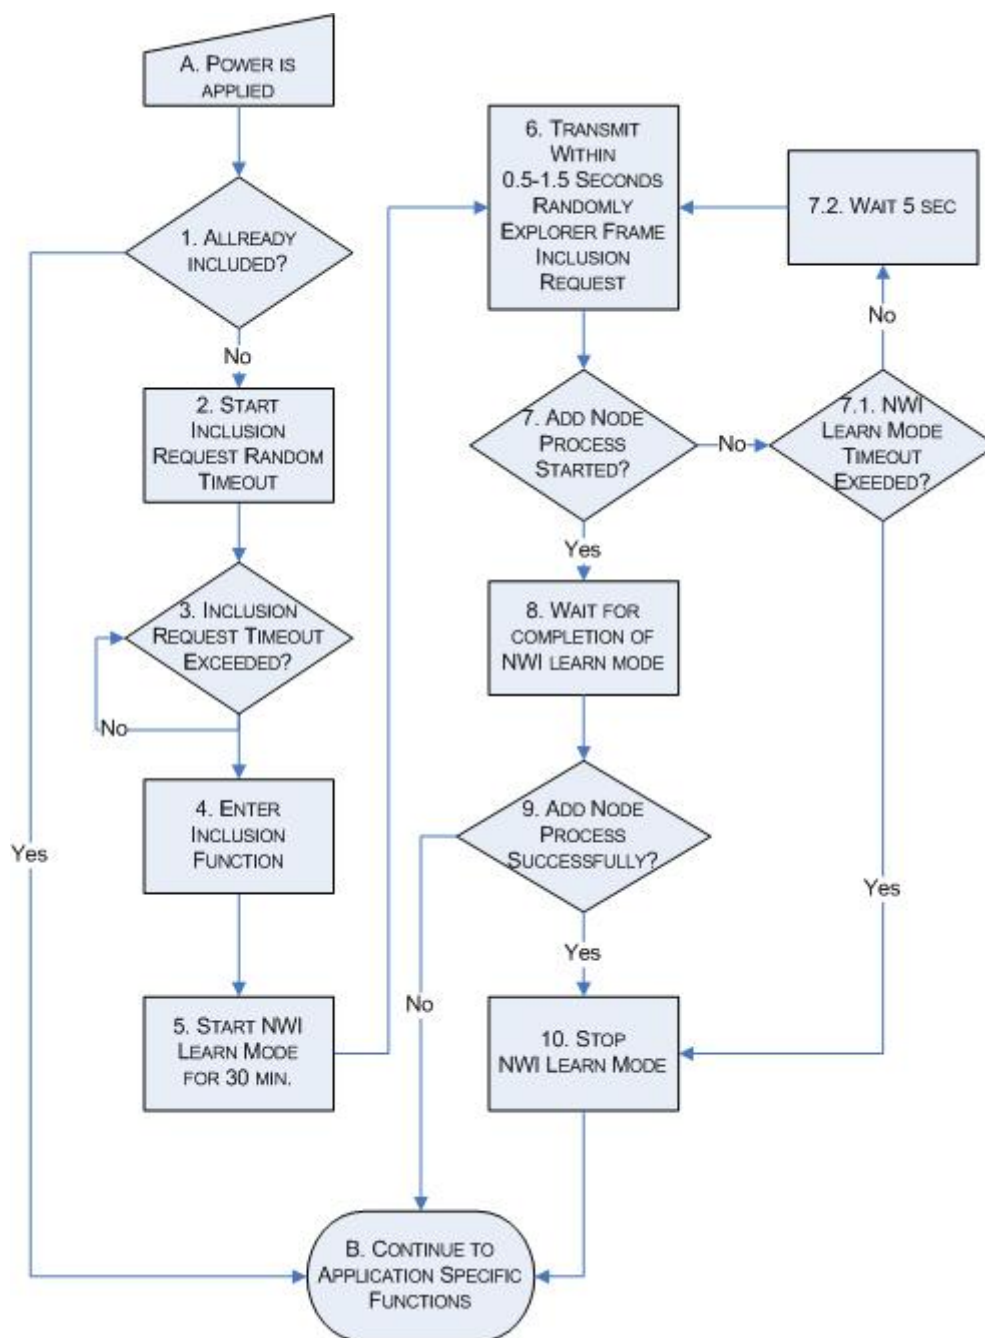 A. POWER IS
APPLIED
1. ALLREADY
INCLUDED?
No
2. START
INCLUSION
REQUEST RANDOM
TIMEOUT
3. INCLUSION
REQUEST TIMEOUT
EXCEEDED?
No
4. ENTER
INCLUSION
FUNCTION
Yes
5. START NWI
LEARN MODE
FOR 30 MIN.
6. TRANSMIT
WITHIN
0.5-1.5 SECONDS
RANDOMLY
EXPLORER FRAME
INCLUSION
REQUEST
7. ADD NODE
PROCESS
STARTED?
No
7.1. NWI
LEARN MODE
TIMEOUT
EXEEDED?
No
7.2. WAIT 5 SEC
Yes
8. WAIT FOR
COMPLETION OF
NWI LEARN MODE
9. ADD NODE
PROCESS
SUCCESSFULLY?
Yes
No
Yes
10. STOP
NWI LEARN MODE
B. CONTINUE TO
APPLICATION SPECIFIC
FUNCTIONS